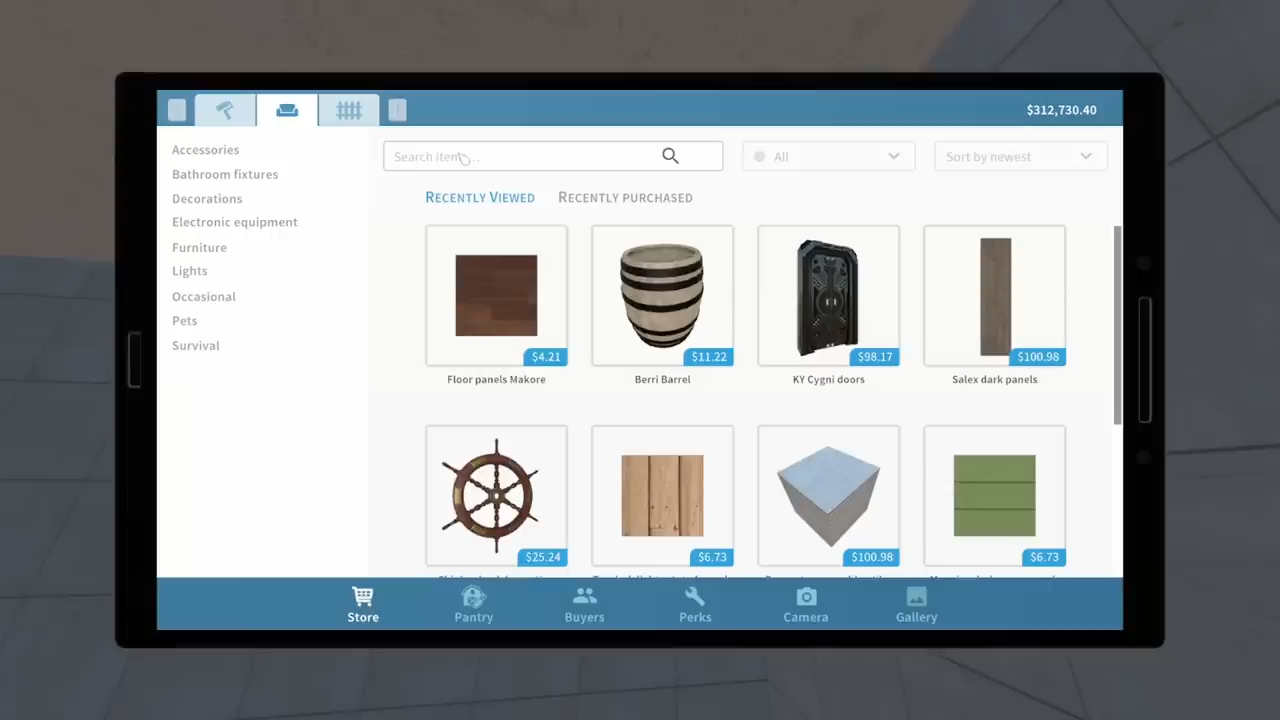 $312,730.40
Accessories
Bathroom fixtures
Decorations
Electronic equipment
Furniture
Lights
Occasional
Pets
Survival
Search item...
All
Sort by newest
RECENTLY VIEWED
RECENTLY PURCHASED
$4.21
$11.22
$98.17
$100.98
Floor panels Makore
Berri Barrel
KY Cygni doors
Salex dark panels
$25.24
$6.73
$100.98
$6.73
Store
Pantry
Buyers
Perks
Camera
Gallery